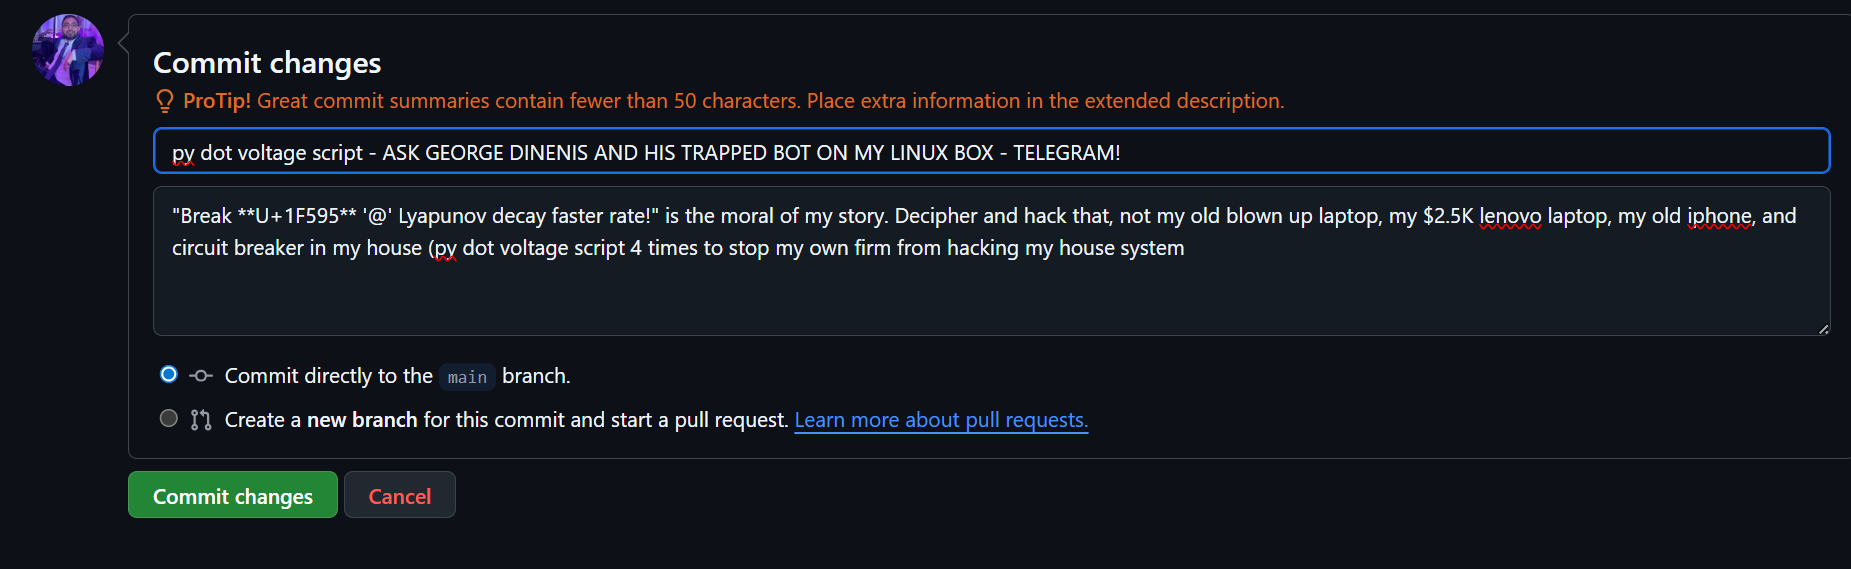 Commit changes
ProTip! Great commit summaries contain fewer than 50 characters. Place extra information in the extended description.
py dot voltage script - ASK GEORGE DINENIS AND HIS TRAPPED BOT ON MY LINUX BOX - TELEGRAM!
"Break **U+1F595** '@' Lyapunov decay faster rate!" is the moral of my story. Decipher and hack that, not my old blown up laptop, my $2.5K lenovo laptop, my old iphone, and
circuit breaker in my house (py dot voltage script 4 times to stop my own firm from hacking my house system
Commit directly to the main branch.
Create a new branch for this commit and start a pull request. Learn more about pull requests.
Commit changes Cancel